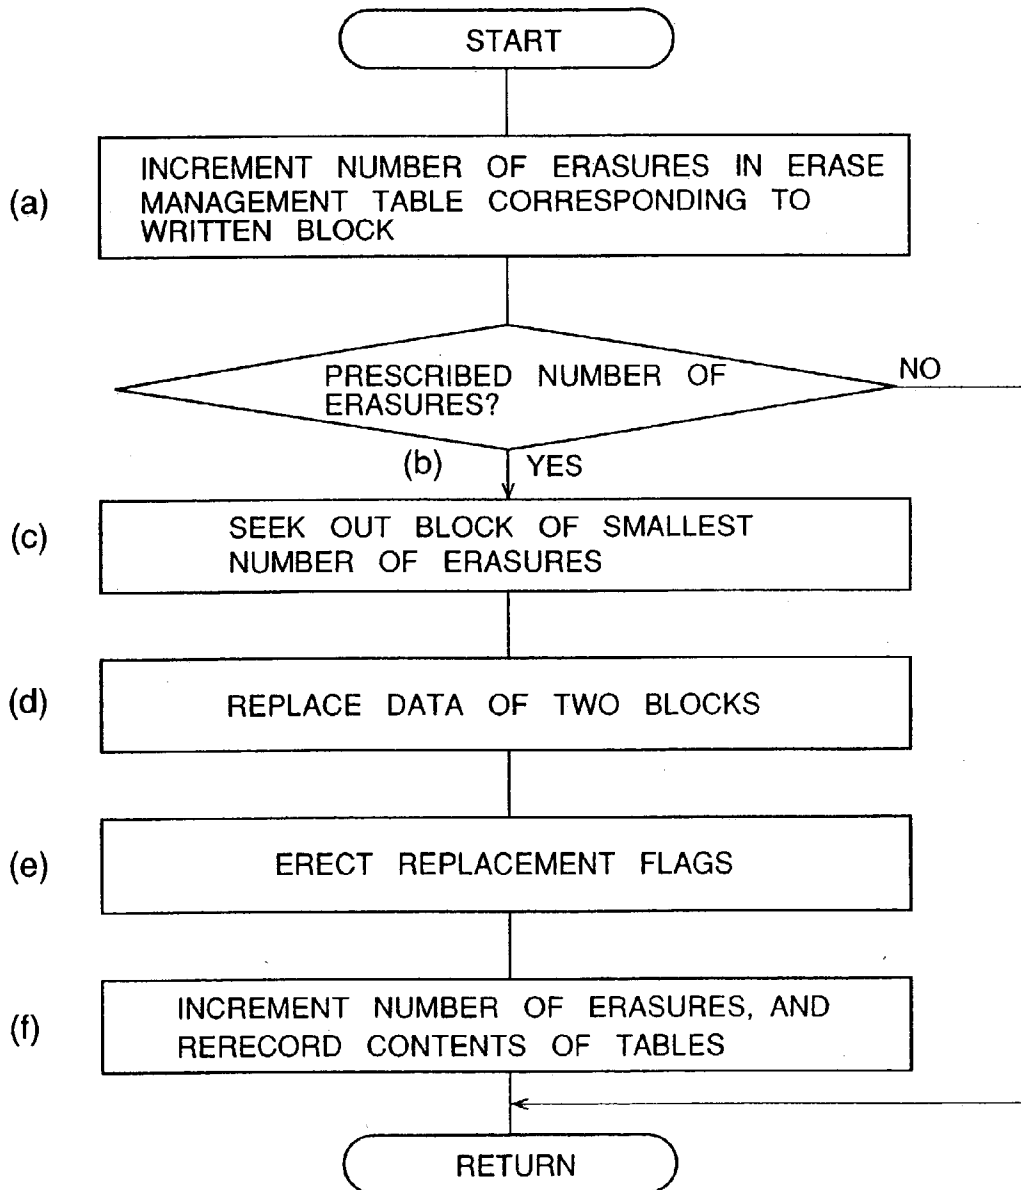 START
(a)
INCREMENT NUMBER OF ERASURES IN ERASE
MANAGEMENT TABLE CORRESPONDING TO
WRITTEN BLOCK
PRESCRIBED NUMBER OF
ERASURES?
NO
(b)
YES
(c)
SEEK OUT BLOCK OF SMALLEST
NUMBER OF ERASURES
(d)
REPLACE DATA OF TWO BLOCKS
(e)
ERECT REPLACEMENT FLAGS
(f)
INCREMENT NUMBER OF ERASURES, AND
RERECORD CONTENTS OF TABLES
RETURN